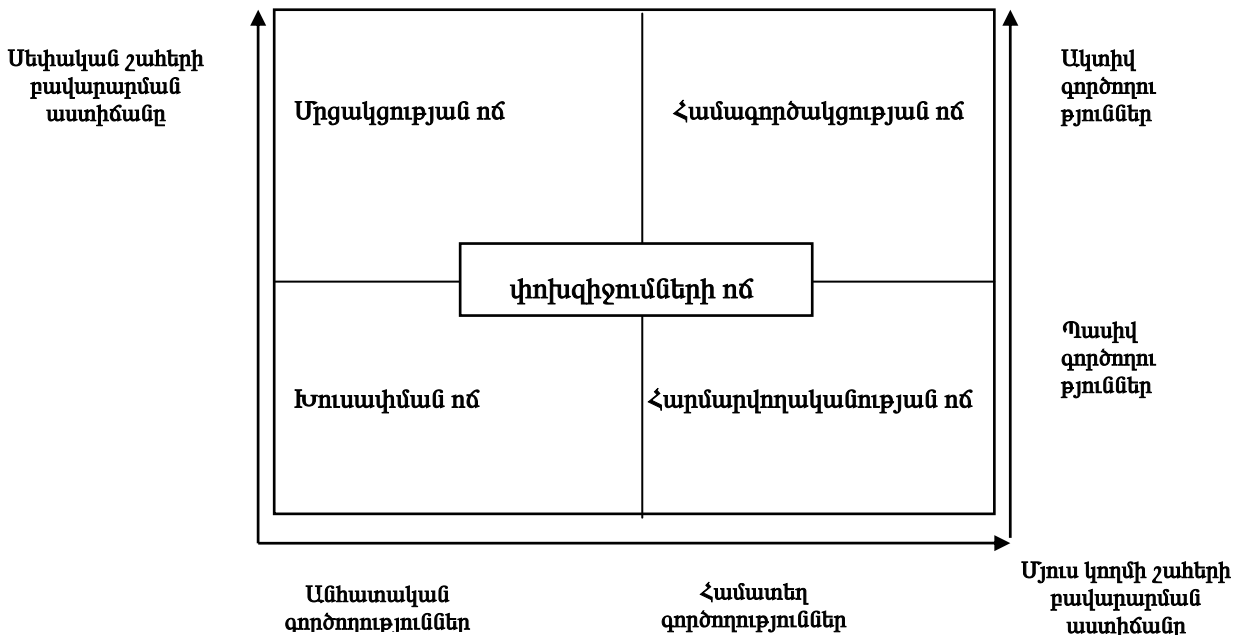 Սեփական շահերի
բավարարման
աստիճանը
Մրցակցության ոճ
Համագործակցության ոճ
Ակտիվ
գործողու
թյուններ
փոխզիջումների ոճ
Պասիվ
գործողու
թյուններ
Խուսափման ոճ
Հարմարվողականության ոճ
Անհատական
գործողություններ
Համատեղ
գործողություններ
Մյուս կողմի շահերի
բավարարման
աստիճանը